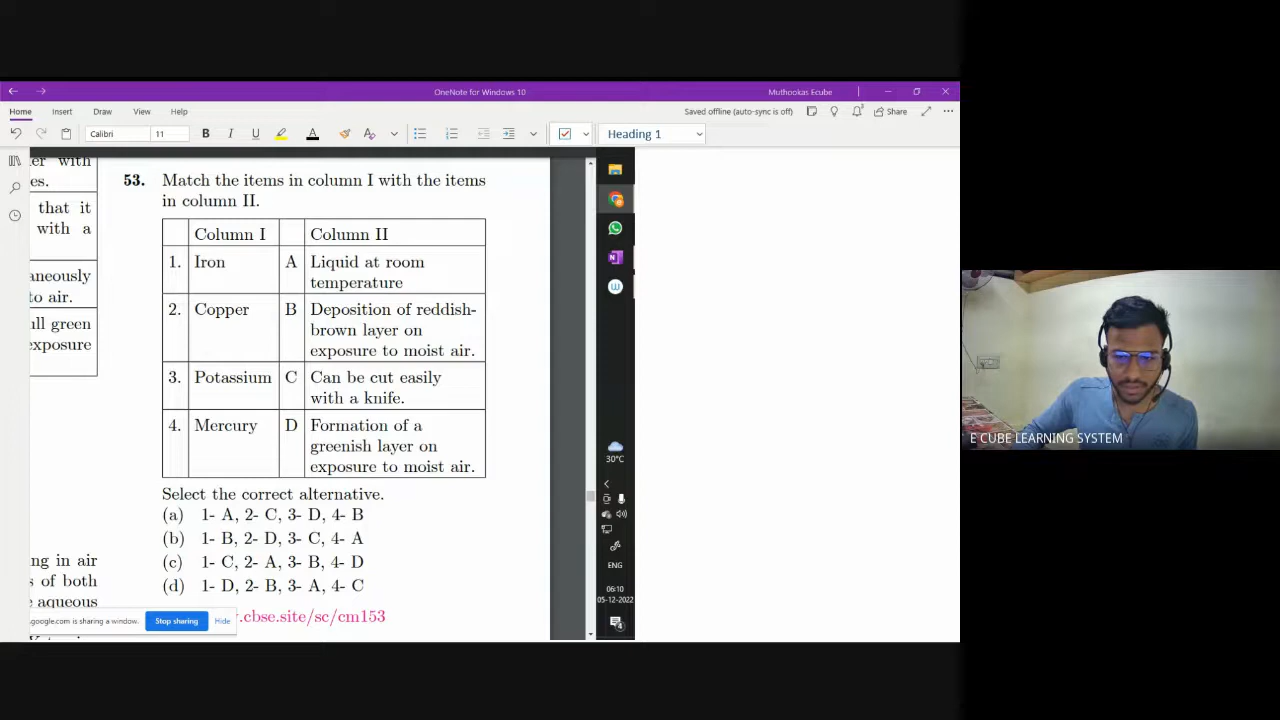 OneNote for Windows 10
Muthookas Ecube
Home Insert Draw View Help
Saved offline (auto-sync is off)
Share
Calibri 11 B I U A Heading 1
with
es.
that it
with a
aneously
to air.
ull green
exposure
53. Match the items in column I with the items
in column II.
Column I Column II
1. Iron A Liquid at room
temperature
2. Copper B Deposition of reddish-
brown layer on
exposure to moist air.
3. Potassium C Can be cut easily
with a knife.
4. Mercury D Formation of a
greenish layer on
exposure to moist air.
Select the correct alternative.
(a) 1- A, 2- C, 3- D, 4- B
(b) 1- B, 2- D, 3- C, 4- A
(c) 1- C, 2- A, 3- B, 4- D
(d) 1- D, 2- B, 3- A, 4- C
.cbse.site/sc/cm153
ng in air
s of both
e aqueous
.google.com is sharing a window. Stop sharing Hide
30°C
ENG
06:10
05-12-2022
E CUBE LEARNING SYSTEM